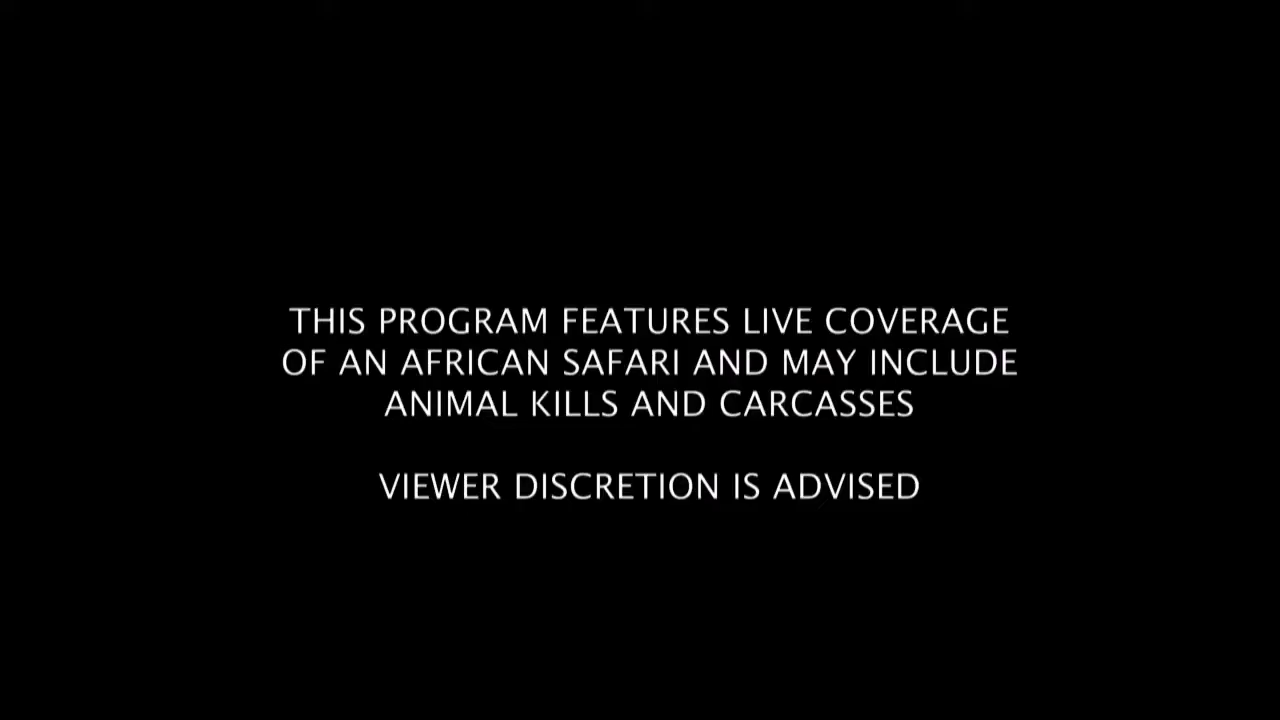 THIS PROGRAM FEATURES LIVE COVERAGE
OF AN AFRICAN SAFARI AND MAY INCLUDE
ANIMAL KILLS AND CARCASSES
VIEWER DISCRETION IS ADVISED